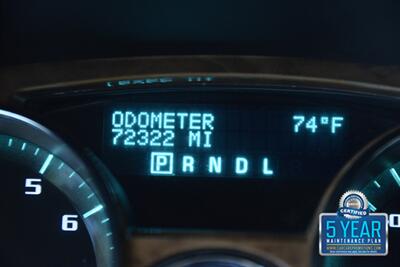 ODOMETER 74°F
72322 MI
P R N D L
5
6
CERTIFIED
5 YEAR
MAINTENANCE PLAN